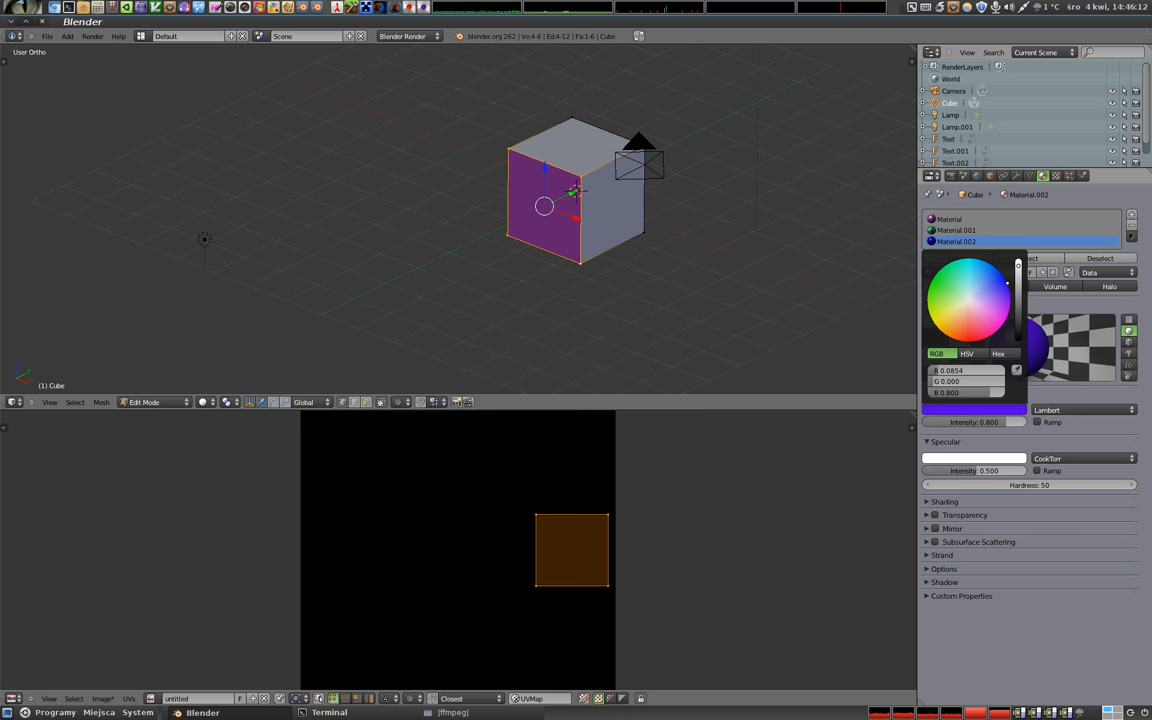 1 °C śro 4 kwi, 14:46:12
Blender
File Add Render Help Default Scene Blender Render blender.org 262 | Ve:4-8 | Ed:4-12 | Fa:1-6 | Cube
User Ortho
(1) Cube
View Select Mesh Edit Mode Global
View Search Current Scene
RenderLayers
World
Camera
Cube
Lamp
Lamp.001
Text
Text.001
Text.002
Cube Material.002
Material
Material.001
Material.002
Deselect
F Data
Volume Halo
RGB HSV Hex
R 0.0854
G 0.000
B 0.800
Lambert
Intensity: 0.800 Ramp
Specular
CookTorr
Intensity: 0.500 Ramp
Hardness: 50
Shading
Transparency
Mirror
Subsurface Scattering
Strand
Options
Shadow
Custom Properties
View Select Image* UVs untitled F Closest UVMap
Programy Miejsca System Blender Terminal [ffmpeg]